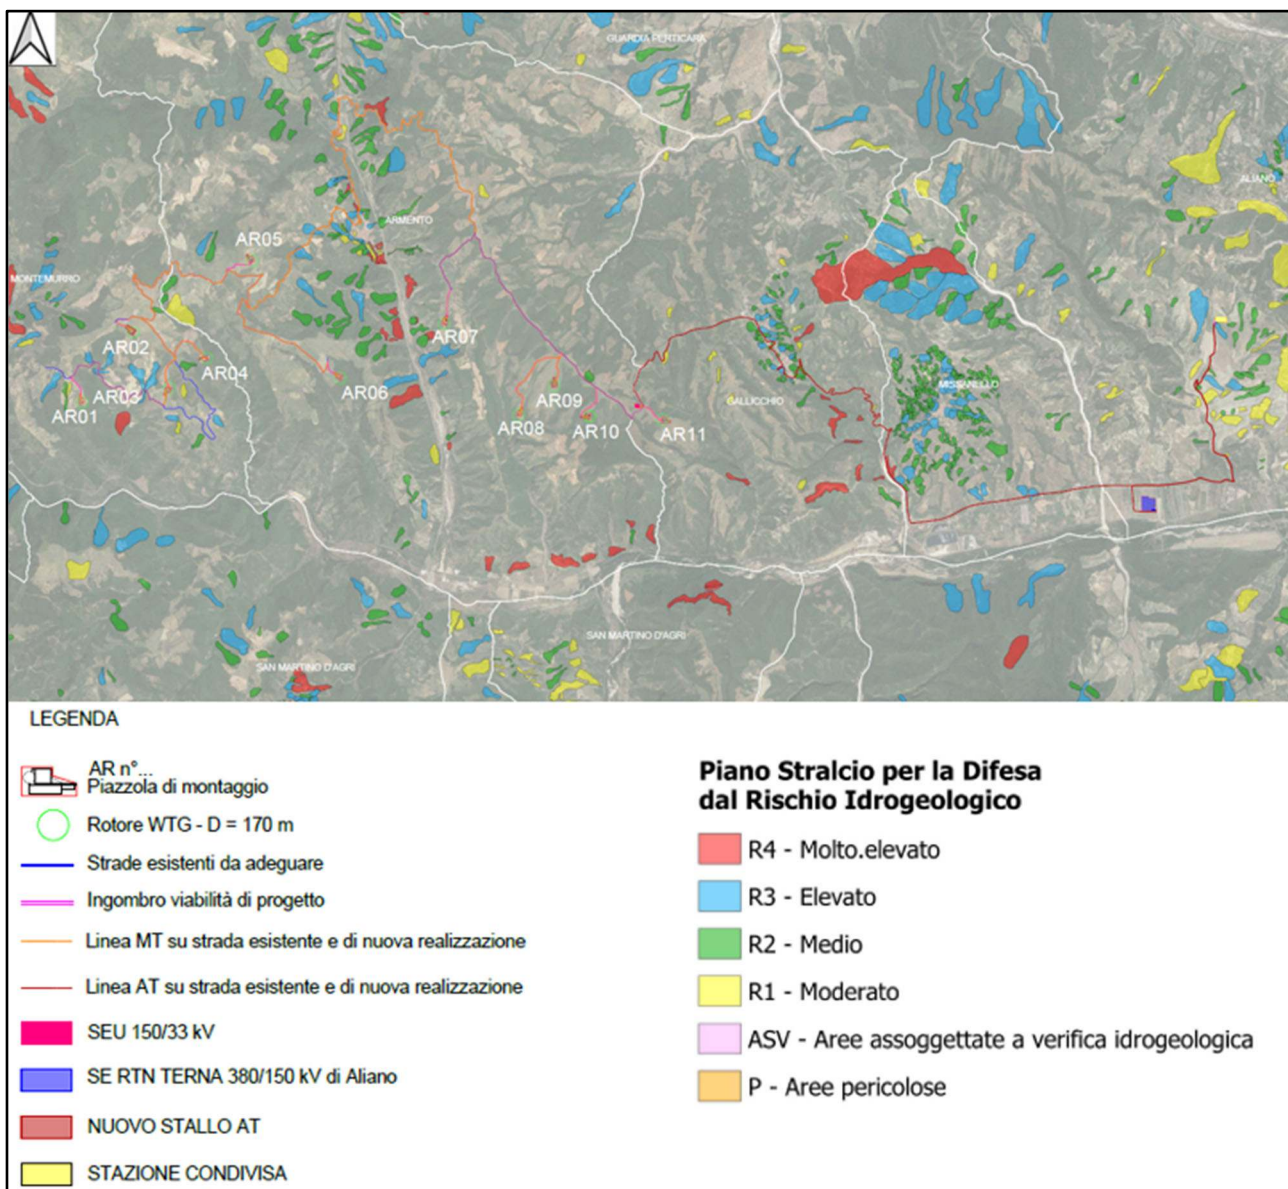 GUARDIA PERTICARA
ALIANO
ARMENTO
AR05
MONTEMURRO
AR07
AR02
AR04
AR03
AR01
AR06
AR09
AR08
AR10
AR11
GALLICCHIO
MISSANELLO
SAN MARTINO D'AGRI
SAN MARTINO D'AGRI
LEGENDA
AR n°...
Piazzola di montaggio
Rotore WTG - D = 170 m
Strade esistenti da adeguare
Ingombro viabilità di progetto
Linea MT su strada esistente e di nuova realizzazione
Linea AT su strada esistente e di nuova realizzazione
SEU 150/33 kV
SE RTN TERNA 380/150 kV di Aliano
NUOVO STALLO AT
STAZIONE CONDIVISA
Piano Stralcio per la Difesa
dal Rischio Idrogeologico
R4 - Molto.elevato
R3 - Elevato
R2 - Medio
R1 - Moderato
ASV - Aree assoggettate a verifica idrogeologica
P - Aree pericolose